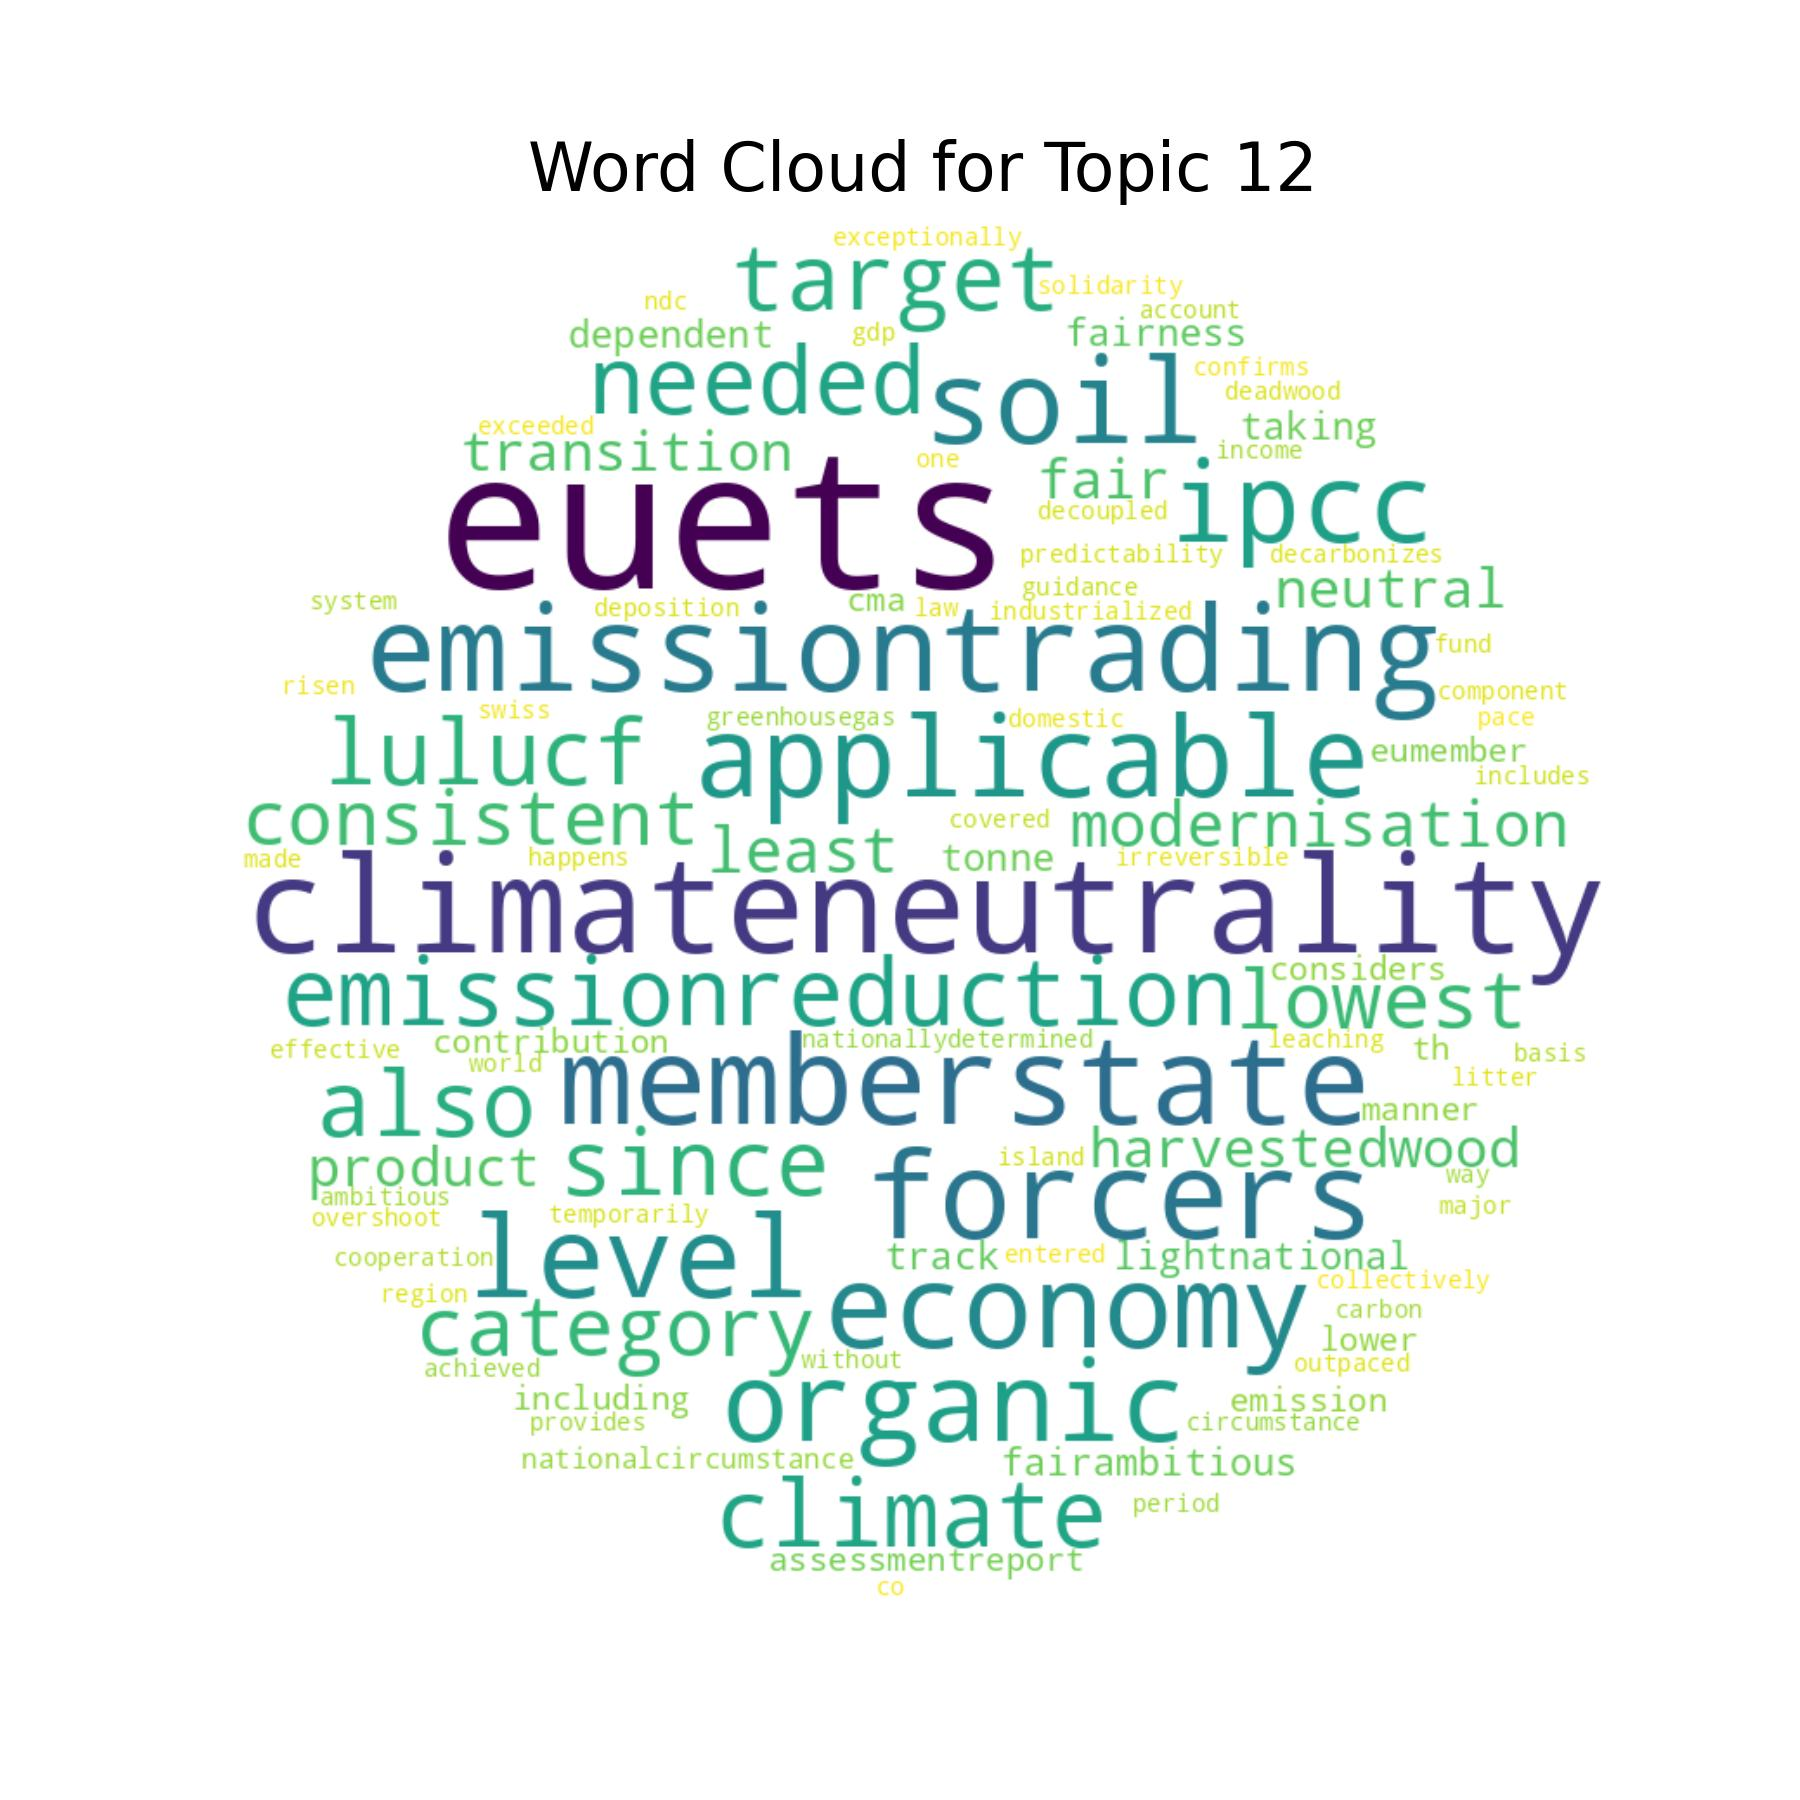 Word Cloud for Topic 12
exceptionally
target
solidarity
ndc
account
dependent
gdp
fairness
needed
soil
confirms
deadwood
exceeded
taking
transition
one
income
fair
ipcc
euets
decoupled
predictability
decarbonizes
guidance
neutral
system
deposition
cma
law
industrialized
emissiontrading
fund
risen
component
swiss
greenhousegas
domestic
pace
lulucf
applicable
eumember
includes
consistent
covered
modernisation
made
happens
least
tonne
irreversible
climateneutrality
emissionreduction
considers
lowest
effective
contribution
nationallydetermined
leaching
th
basis
world
memberstate
litter
also
manner
product
since
island
harvestedwood
way
ambitious
forcers
major
overshoot
temporarily
level
cooperation
track
entered
lightnational
region
economy
collectively
category
carbon
lower
achieved
without
outpaced
including
organic
emission
provides
circumstance
nationalcircumstance
fairambitious
climate
period
assessmentreport
co